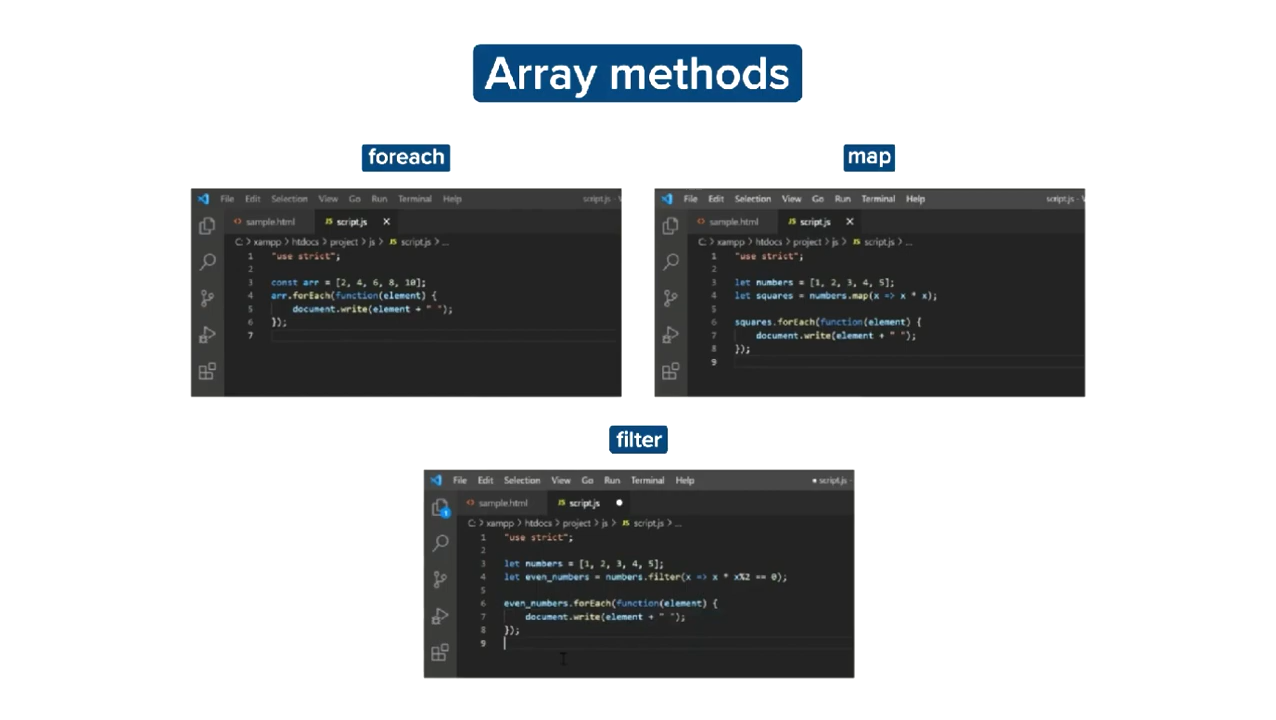 Array methods
foreach
File Edit Selection View Go Run Terminal Help script.js -
sample.html script.js
C: > xampp > htdocs > project > js > script.js > ...
1 "use strict";
2
3 const arr = [2, 4, 6, 8, 10];
4 arr.forEach(function(element) {
5 document.write(element + " ");
6 });
7
map
File Edit Selection View Go Run Terminal Help script.js -
sample.html script.js
C: > xampp > htdocs > project > js > script.js > ...
1 "use strict";
2
3 let numbers = [1, 2, 3, 4, 5];
4 let squares = numbers.map(x => x * x);
5
6 squares.forEach(function(element) {
7 document.write(element + " ");
8 });
9
filter
File Edit Selection View Go Run Terminal Help ● script.js -
sample.html script.js ●
C: > xampp > htdocs > project > js > script.js > ...
1
1 "use strict";
2
3 let numbers = [1, 2, 3, 4, 5];
4 let even_numbers = numbers.filter(x => x * x%2 == 0);
5
6 even_numbers.forEach(function(element) {
7 document.write(element + " ");
8 });
9